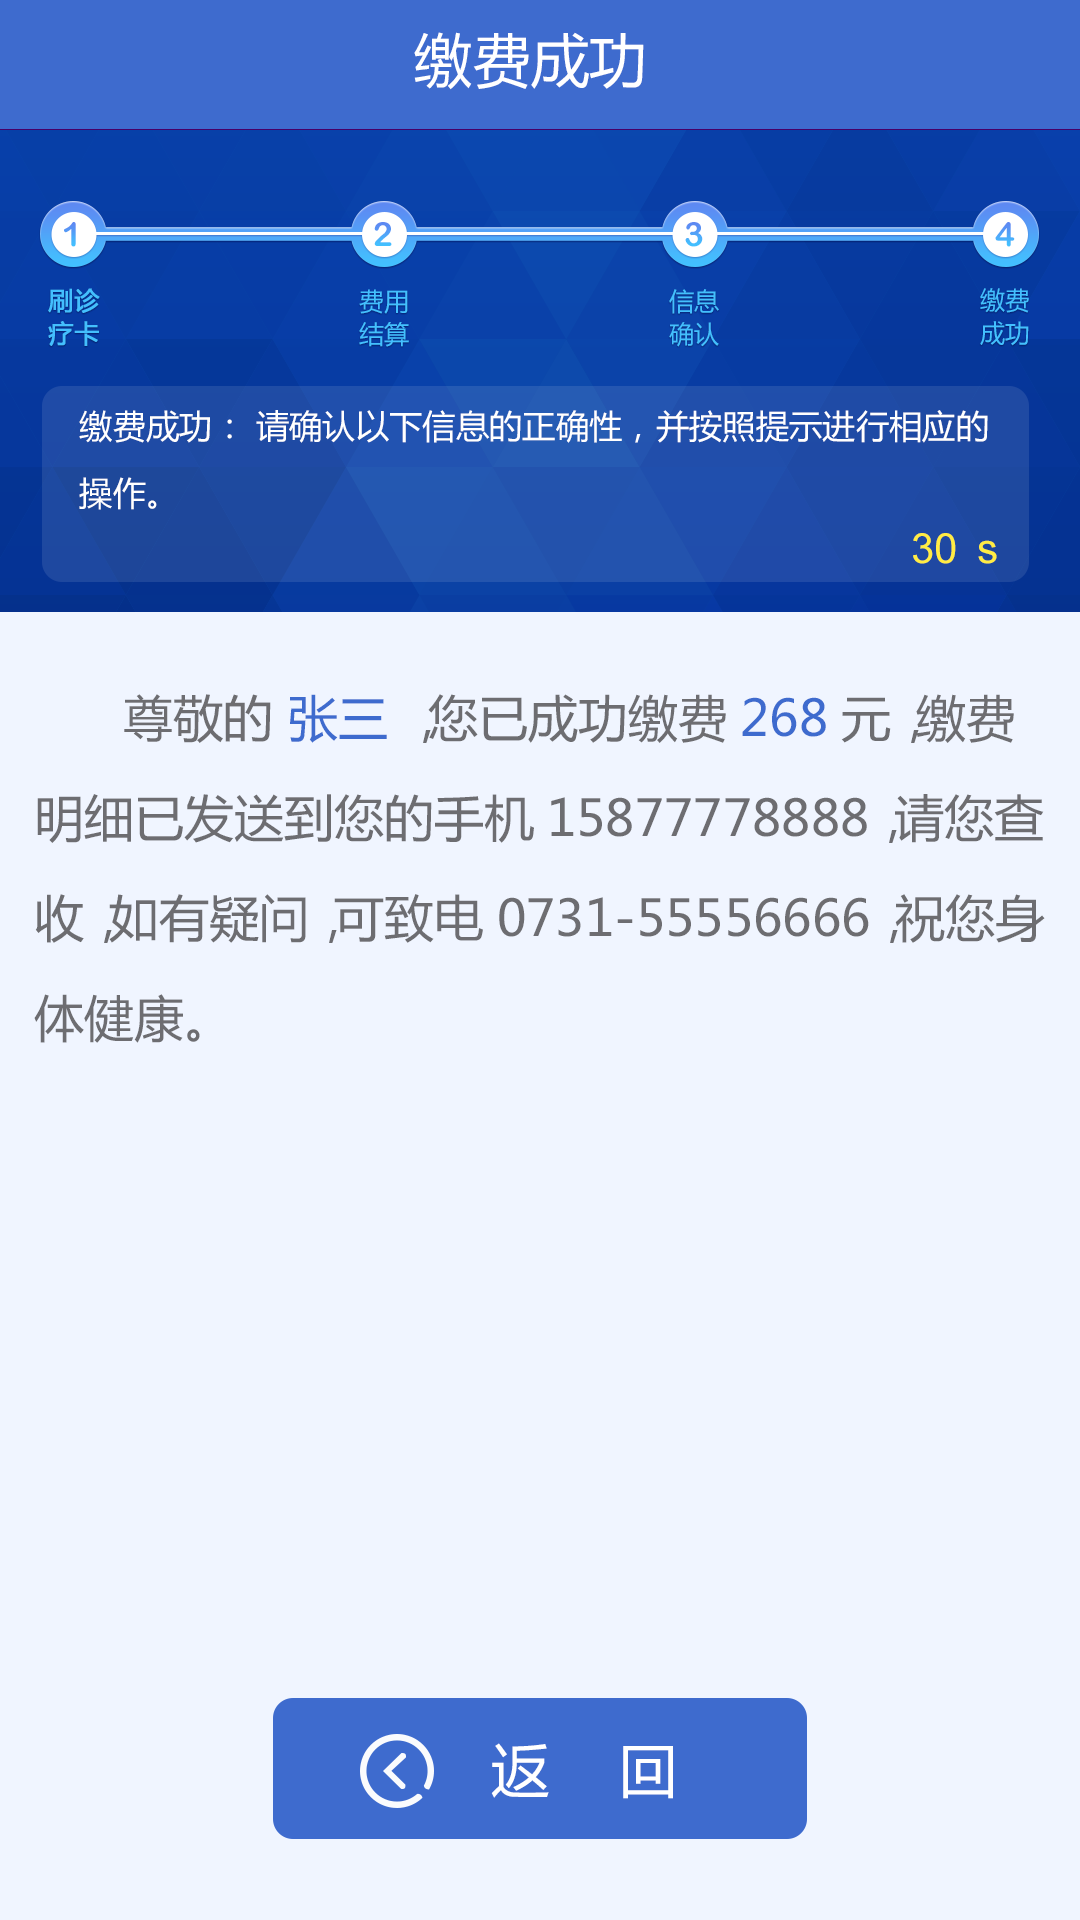 缴费成功
1 2 3 4
刷诊 费用 信息 缴费
疗卡 结算 确认 成功
缴费成功：请确认以下信息的正确性，并按照提示进行相应的
操作。
30 s
尊敬的 张三 ,您已成功缴费 268 元 ,缴费
明细已发送到您的手机 15877778888 ,请您查
收 ,如有疑问 ,可致电 0731-55556666 ,祝您身
体健康。
返 回